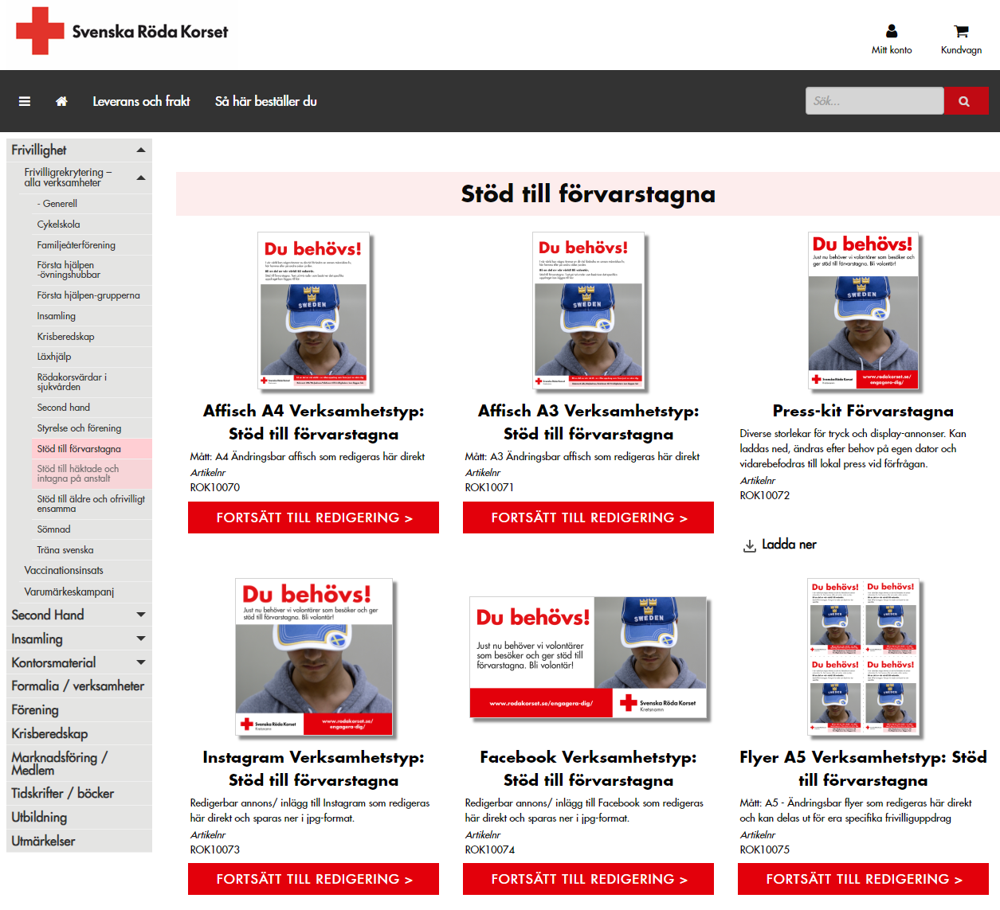 Svenska Röda Korset
Mitt konto
Kundvagn
Leverans och frakt
Så här beställer du
Sök...
Frivillighet
Frivilligrekrytering –
alla verksamheter
- Generell
Cykelskola
Familjeåterförening
Första hjälpen
-övningshubbar
Första hjälpen-grupperna
Insamling
Krisberedskap
Läxhjälp
Rödakorsvärdar i
sjukvården
Second hand
Styrelse och förening
Stöd till förvarstagna
Stöd till häktade och
intagna på anstalt
Stöd till äldre och ofrivilligt
ensamma
Sömnad
Träna svenska
Vaccinationsinsats
Varumärkeskampanj
Second Hand
Insamling
Kontorsmaterial
Formalia / verksamheter
Förening
Krisberedskap
Marknadsföring /
Medlem
Tidskrifter / böcker
Utbildning
Utmärkelser
Stöd till förvarstagna
Du behövs!
SWEDEN
Svenska Röda Korset
Affisch A4 Verksamhetstyp:
Stöd till förvarstagna
Mått: A4 Ändringsbar affisch som redigeras här direkt
Artikelnr
ROK10070
FORTSÄTT TILL REDIGERING >
Du behövs!
SWEDEN
Svenska Röda Korset
Affisch A3 Verksamhetstyp:
Stöd till förvarstagna
Mått: A3 Ändringsbar affisch som redigeras här direkt
Artikelnr
ROK10071
FORTSÄTT TILL REDIGERING >
Du behövs!
Just nu behöver vi volontärer som besöker och
ger stöd till förvarstagna. Bli volontär!
SWEDEN
Svenska Röda Korset
www.rodakorset.se/
engagera-dig/
Press-kit Förvarstagna
Diverse storlekar för tryck och display-annonser. Kan
laddas ned, ändras efter behov på egen dator och
vidarebefodras till lokal press vid förfrågan.
Artikelnr
ROK10072
Ladda ner
Du behövs!
Just nu behöver vi volontärer som besöker och ger
stöd till förvarstagna. Bli volontär!
Svenska Röda Korset
Kretsnamn
www.rodakorset.se/
engagera-dig/
Instagram Verksamhetstyp:
Stöd till förvarstagna
Redigerbar annons/ inlägg till Instagram som redigeras
här direkt och sparas ner i jpg-format.
Artikelnr
ROK10073
FORTSÄTT TILL REDIGERING >
Du behövs!
Just nu behöver vi volontärer
som besöker och ger stöd till
förvarstagna. Bli volontär!
SWEDEN
www.rodakorset.se/engagera-dig/
Svenska Röda Korset
Kretsnamn
Facebook Verksamhetstyp:
Stöd till förvarstagna
Redigerbar annons/ inlägg till Facebook som redigeras
här direkt och sparas ner i jpg-format.
Artikelnr
ROK10074
FORTSÄTT TILL REDIGERING >
Du behövs! Du behövs!
Du behövs! Du behövs!
Flyer A5 Verksamhetstyp: Stöd
till förvarstagna
Mått: A5 - Ändringsbar flyer som redigeras här direkt
och kan delas ut för era specifika frivilliguppdrag
Artikelnr
ROK10075
FORTSÄTT TILL REDIGERING >